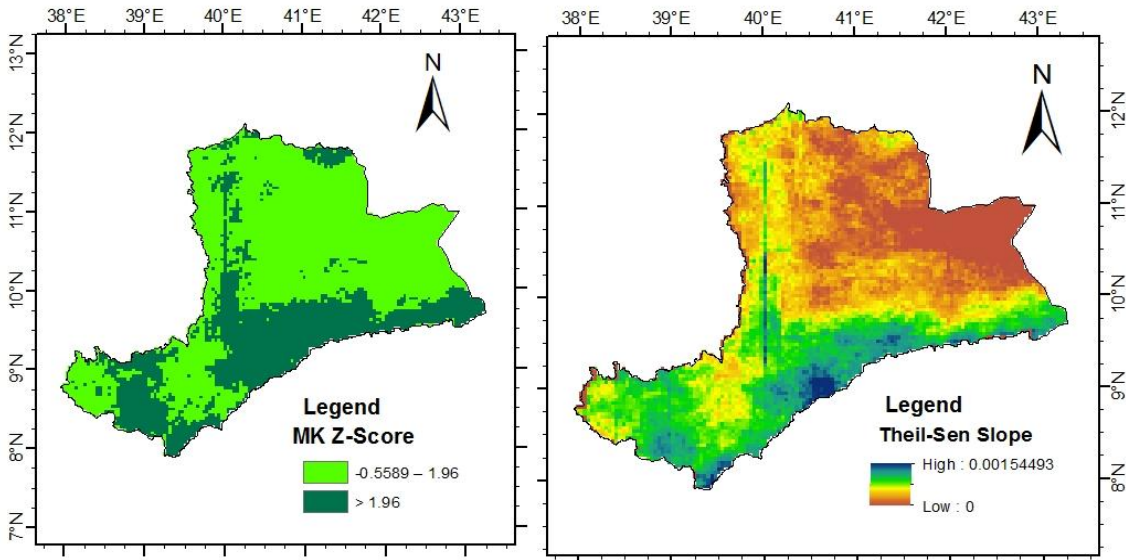 38°E 39°E 40°E 41°E 42°E 43°E
13°N
12°N
11°N
10°N
9°N
8°N
7°N
N
Legend
MK Z-Score
-0.5589 – 1.96
> 1.96
38°E 39°E 40°E 41°E 42°E 43°E
12°N
11°N
10°N
9°N
8°N
N
Legend
Theil-Sen Slope
High : 0.00154493
Low : 0